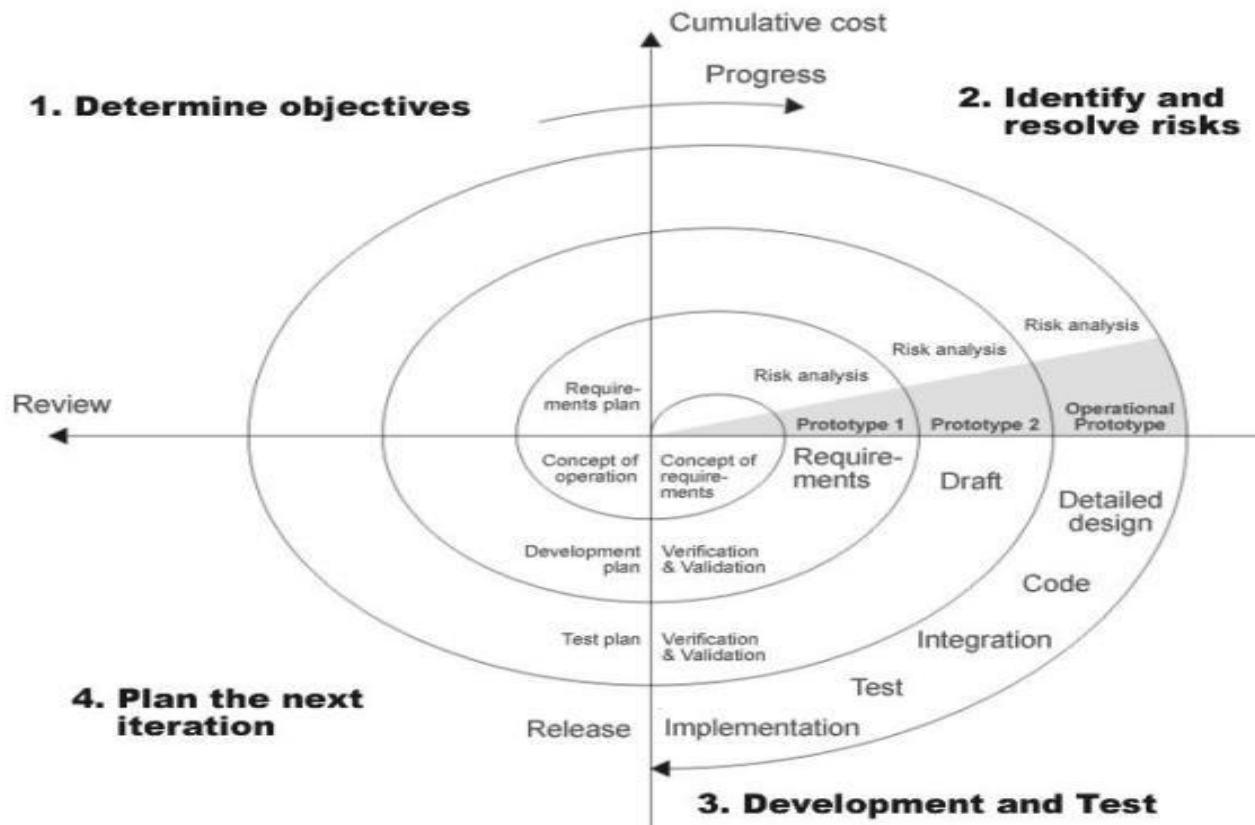 Cumulative cost
Progress
1. Determine objectives
2. Identify and
resolve risks
Risk analysis
Risk analysis
Risk analysis
Require-
ments plan
Review
Prototype 1
Prototype 2
Operational
Prototype
Concept of
operation
Concept of
require-
ments
Require-
ments
Draft
Detailed
design
Development
plan
Verification
& Validation
Code
Test plan
Verification
& Validation
Integration
Test
4. Plan the next
iteration
Release
Implementation
3. Development and Test